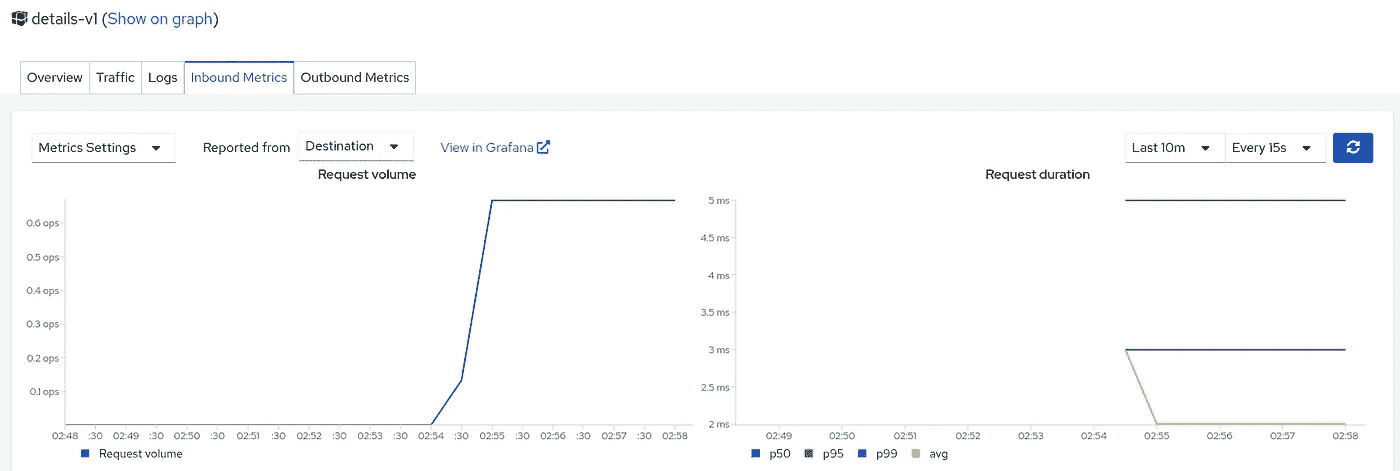 details-v1 (Show on graph)
Overview Traffic Logs Inbound Metrics Outbound Metrics
Metrics Settings Reported from Destination View in Grafana Last 10m Every 15s
Request volume Request duration
0.6 ops
0.5 ops
0.4 ops
0.3 ops
0.2 ops
0.1 ops
02:48 :30 02:49 :30 02:50 :30 02:51 :30 02:52 :30 02:53 :30 02:54 :30 02:55 :30 02:56 :30 02:57 :30 02:58
Request volume
5 ms
4.5 ms
4 ms
3.5 ms
3 ms
2.5 ms
2 ms
02:49 02:50 02:51 02:52 02:53 02:54 02:55 02:56 02:57 02:58
p50 p95 p99 avg